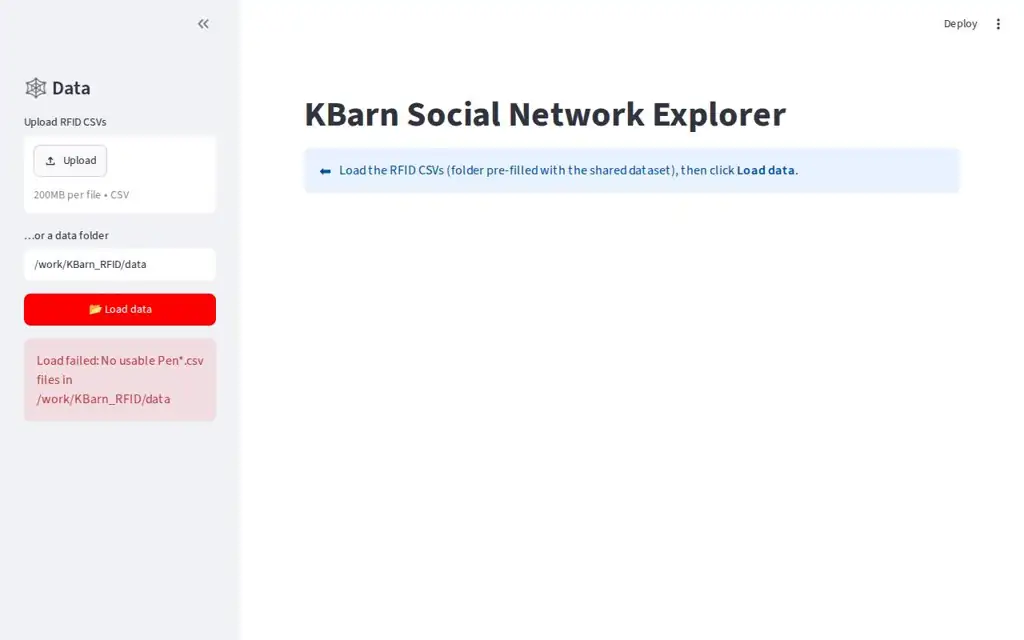 Deploy
🕸 Data
Upload RFID CSVs
Upload
200MB per file • CSV
…or a data folder
/work/KBarn_RFID/data
📂 Load data
Load failed: No usable Pen*.csv
files in
/work/KBarn_RFID/data
KBarn Social Network Explorer
⬅ Load the RFID CSVs (folder pre-filled with the shared dataset), then click Load data.